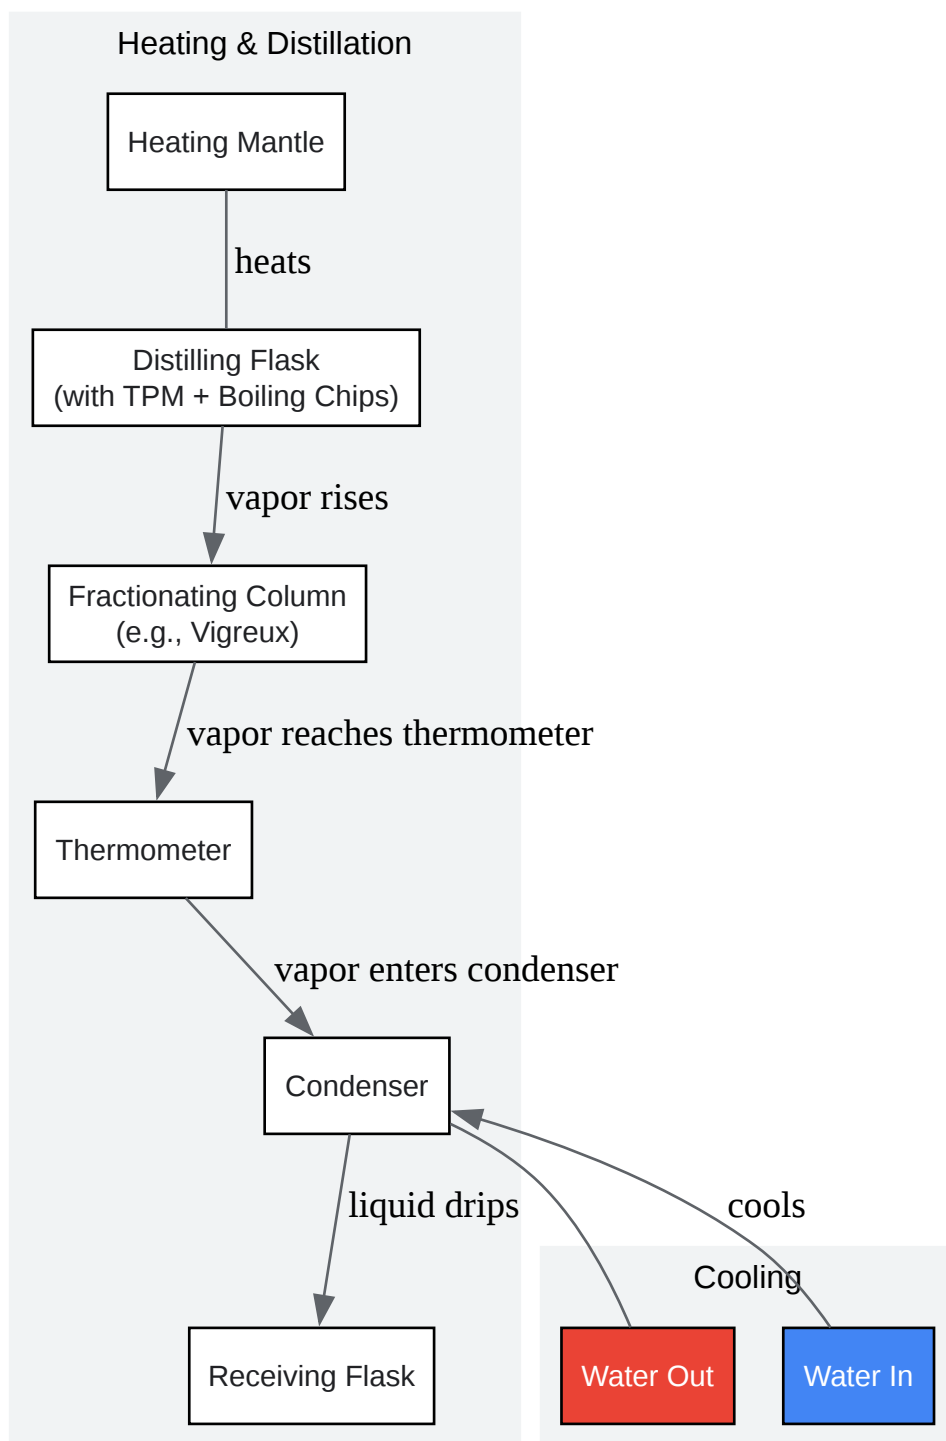 Heating & Distillation
Heating Mantle
heats
Distilling Flask
(with TPM + Boiling Chips)
vapor rises
Fractionating Column
(e.g., Vigreux)
vapor reaches thermometer
Thermometer
vapor enters condenser
Condenser
liquid drips
cools
Cooling
Receiving Flask
Water Out
Water In